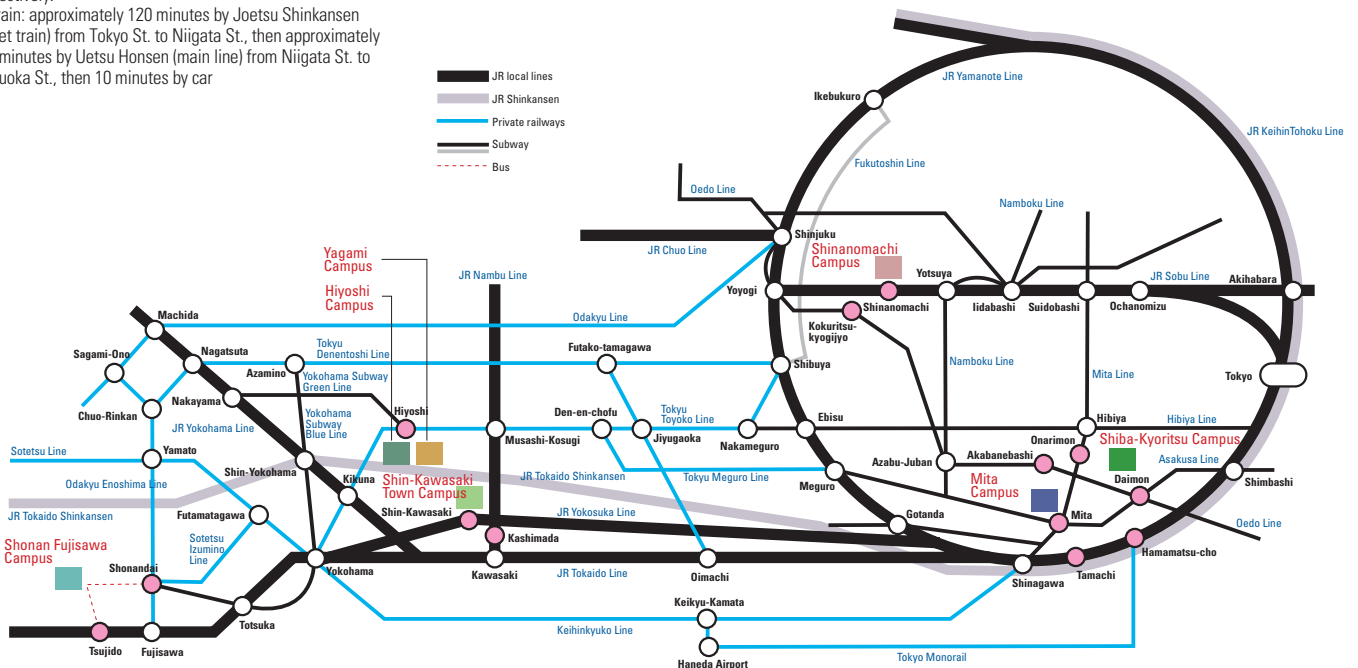 rain: approximately 120 minutes by Joetsu Shinkansen
et train) from Tokyo St. to Niigata St., then approximately
minutes by Uetsu Honsen (main line) from Niigata St. to
uoka St., then 10 minutes by car
JR local lines
JR Shinkansen
Private railways
Subway
Bus
JR Yamanote Line
Ikebukuro
JR KeihinTohoku Line
Fukutoshin Line
Oedo Line
Namboku Line
Shinjuku
JR Chuo Line
Shinanomachi
Campus
Yagami
Campus
JR Nambu Line
Yotsuya
JR Sobu Line
Akihabara
Hiyoshi
Campus
Yoyogi
Shinanomachi
Iidabashi
Suidobashi
Ochanomizu
Machida
Odakyu Line
Kokuritsu-
kyogijyo
Sagami-Ono
Nagatsuta
Tokyu
Denentoshi Line
Futako-tamagawa
Azamino
Shibuya
Namboku Line
Mita Line
Tokyo
Yokohama Subway
Green Line
Nakayama
Chuo-Rinkan
Yokohama
Subway
Blue Line
Hiyoshi
Den-en-chofu
Tokyu
Toyoko Line
Ebisu
Hibiya
Hibiya Line
JR Yokohama Line
Musashi-Kosugi
Jiyugaoka
Nakameguro
Onarimon
Shiba-Kyoritsu Campus
Sotetsu Line
Yamato
Azabu-Juban
Akabanebashi
Asakusa Line
Shin-Yokohama
Odakyu Enoshima Line
Kikuna
Shin-Kawasaki
Town Campus
JR Tokaido Shinkansen
Tokyu Meguro Line
Meguro
Mita
Campus
Daimon
Shimbashi
JR Tokaido Shinkansen
Futamatagawa
Shin-Kawasaki
JR Yokosuka Line
Gotanda
Mita
Oedo Line
Shonan Fujisawa
Campus
Sotetsu
Izumino
Line
Kashimada
Hamamatsu-cho
Shonandai
Yokohama
Kawasaki
JR Tokaido Line
Oimachi
Shinagawa
Tamachi
Totsuka
Keikyu-Kamata
Keihinkyuko Line
Tsujido
Fujisawa
Haneda Airport
Tokyo Monorail